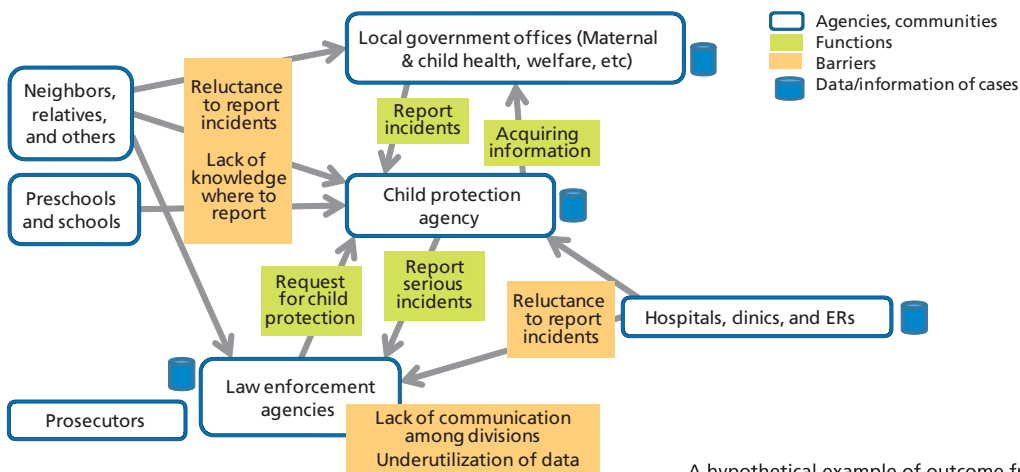 Local government offices (Maternal
& child health, welfare, etc)
Agencies, communities
Functions
Barriers
Data/information of cases
Neighbors,
relatives,
and others
Reluctance
to report
incidents
Lack of
knowledge
where to
report
Report
incidents
Acquiring
information
Preschools
and schools
Child protection
agency
Request
for child
protection
Report
serious
incidents
Reluctance
to report
incidents
Hospitals, clinics, and ERs
Law enforcement
agencies
Prosecutors
Lack of communication
among divisions
Underutilization of data
A hypothetical example of outcome